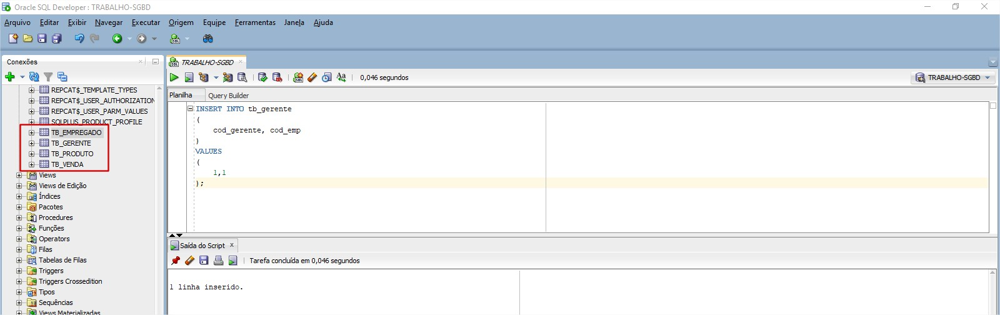 Oracle SQL Developer : TRABALHO-SGBD
Arquivo Editar Exibir Navegar Executar Origem Equipe Ferramentas Janela Ajuda
Conexões
REPCAT$_TEMPLATE_TYPES
REPCAT$_USER_AUTHORIZATION
REPCAT$_USER_PARM_VALUES
SQLPLUS_PRODUCT_PROFILE
TB_EMPREGADO
TB_GERENTE
TB_PRODUTO
TB_VENDA
Views
Views de Edição
Índices
Pacotes
Procedures
Funções
Operators
Filas
Tabelas de Filas
Triggers
Triggers Crossedition
Tipos
Sequências
Views Materializadas
TRABALHO-SGBD
0,046 segundos
TRABALHO-SGBD
Planilha Query Builder
INSERT INTO tb_gerente
(
cod_gerente, cod_emp
)
VALUES
(
1,1
);
Saída do Script
Tarefa concluída em 0,046 segundos
1 linha inserido.